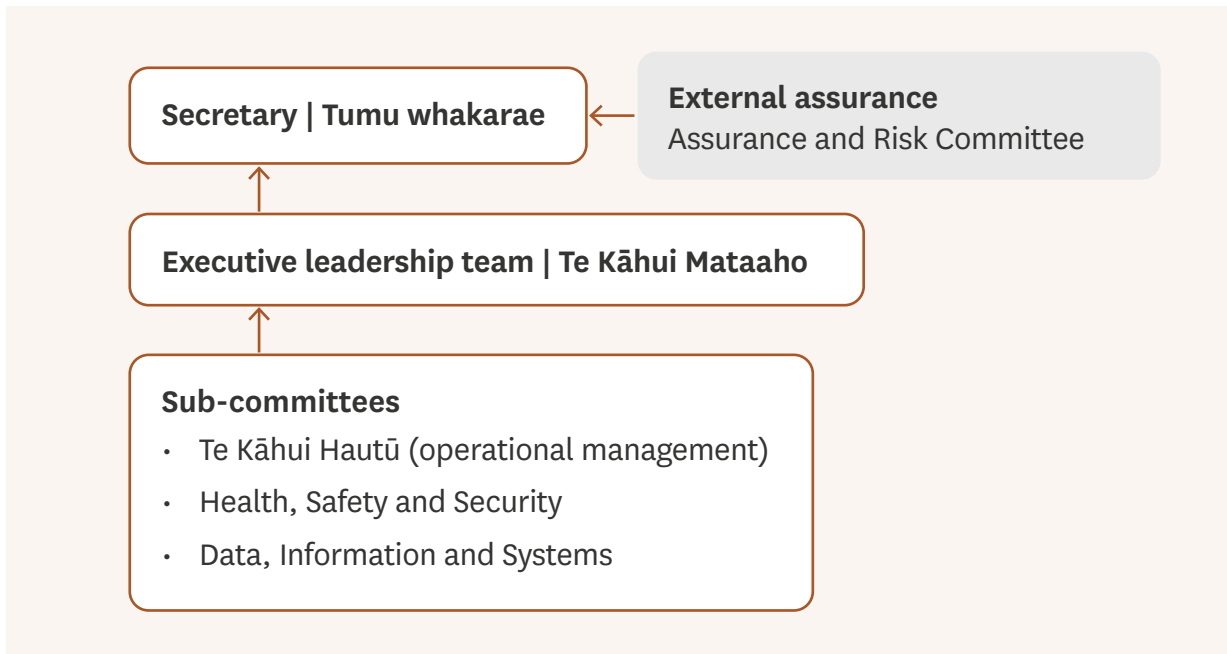 Secretary | Tumu whakarae
External assurance
Assurance and Risk Committee
Executive leadership team | Te Kāhui Mataaho
Sub-committees
• Te Kāhui Hautū (operational management)
• Health, Safety and Security
• Data, Information and Systems